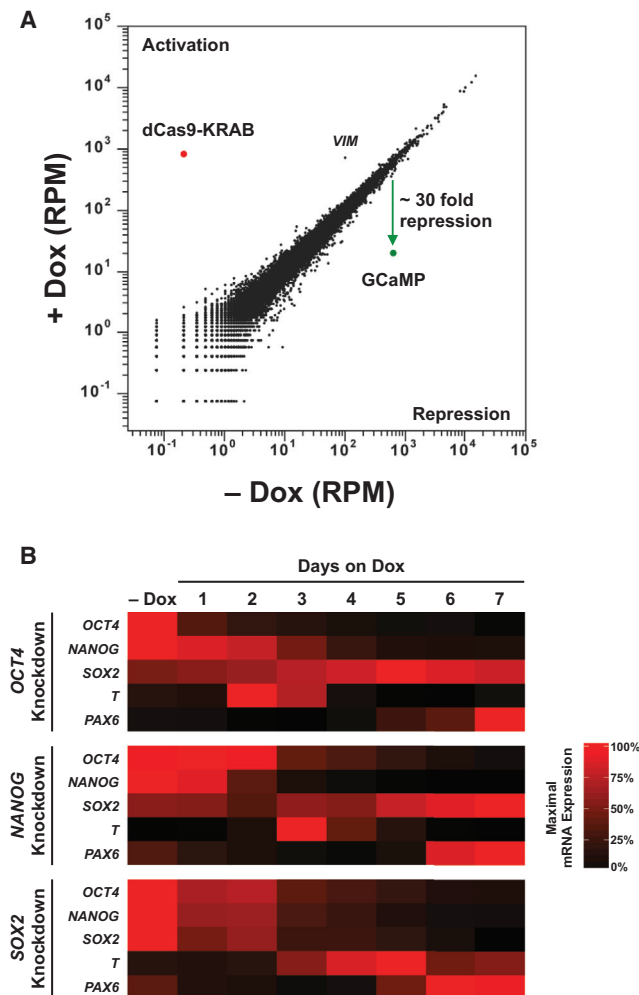 A
Activation
dCas9-KRAB
VIM
~ 30 fold
repression
GCaMP
Repression
+ Dox (RPM)
10^5
10^4
10^3
10^2
10^1
10^0
10^-1
10^-1 10^0 10^1 10^2 10^3 10^4 10^5
– Dox (RPM)
B
Days on Dox
– Dox 1 2 3 4 5 6 7
OCT4
Knockdown
OCT4
NANOG
SOX2
T
PAX6
NANOG
Knockdown
OCT4
NANOG
SOX2
T
PAX6
SOX2
Knockdown
OCT4
NANOG
SOX2
T
PAX6
Maximal
mRNA Expression
100%
75%
50%
25%
0%